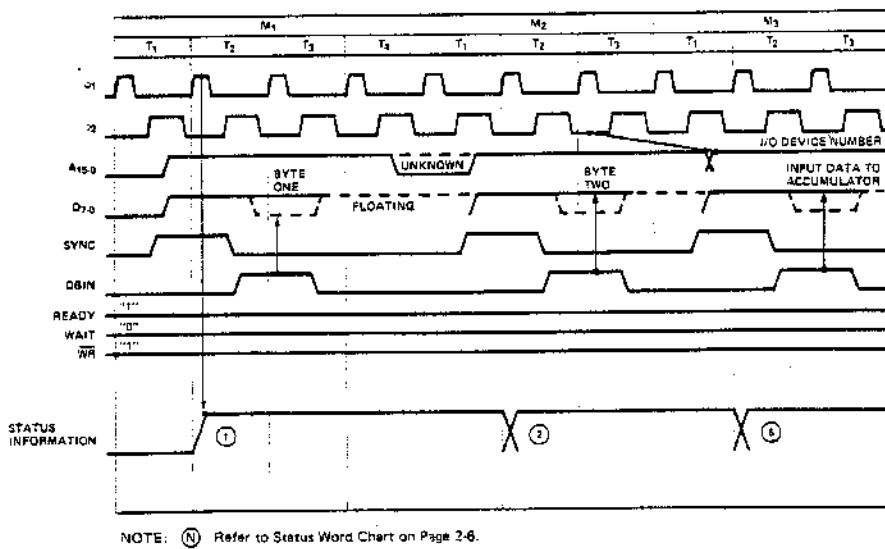 M1 M2 M3
T1 T2 T3 T4 T1 T2 T3 T1 T2 T3
I/O DEVICE NUMBER
A15-0
UNKNOWN
BYTE ONE
BYTE TWO
INPUT DATA TO ACCUMULATOR
D7-0
FLOATING
SYNC
DBIN
READY "1"
WAIT "0"
WR "1"
STATUS INFORMATION
1 2 6
NOTE: N Refer to Status Word Chart on Page 2-6.